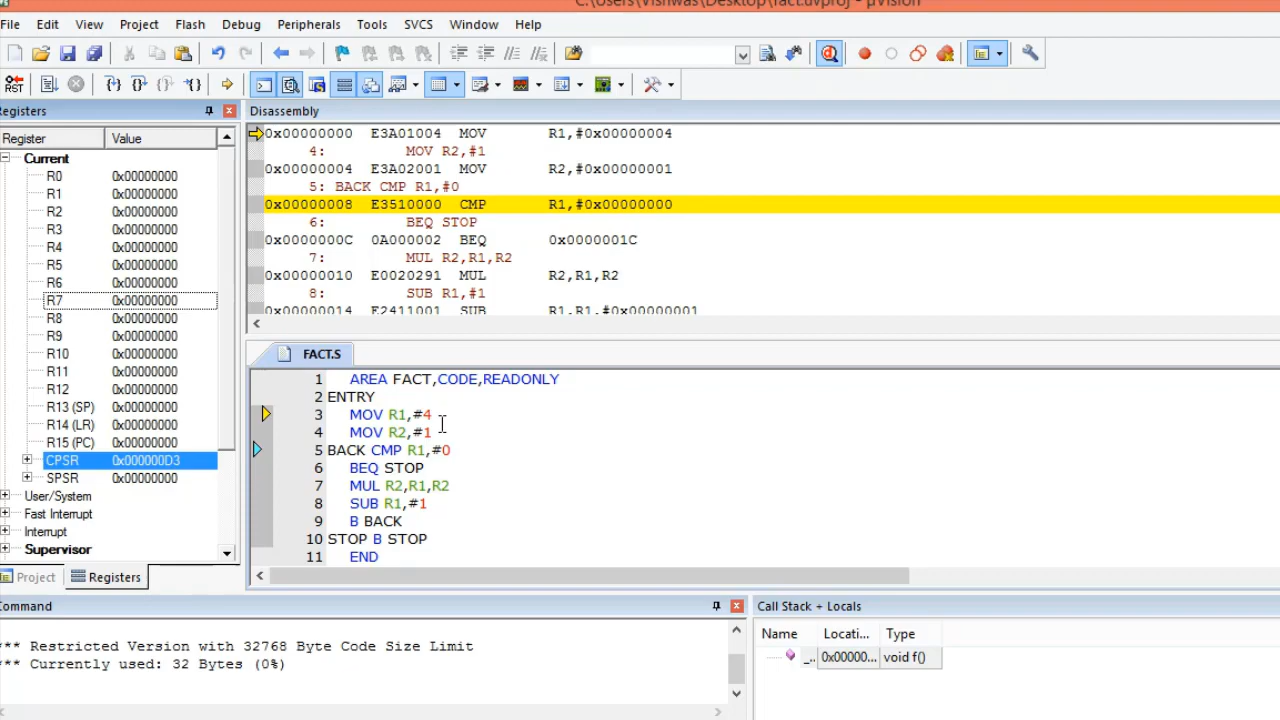 C:\Users\Vishwas\Desktop\fact.uvproj - µVision
File Edit View Project Flash Debug Peripherals Tools SVCS Window Help
RST
Registers
Register Value
Current
R0 0x00000000
R1 0x00000000
R2 0x00000000
R3 0x00000000
R4 0x00000000
R5 0x00000000
R6 0x00000000
R7 0x00000000
R8 0x00000000
R9 0x00000000
R10 0x00000000
R11 0x00000000
R12 0x00000000
R13 (SP) 0x00000000
R14 (LR) 0x00000000
R15 (PC) 0x00000000
CPSR 0x000000D3
SPSR 0x00000000
User/System
Fast Interrupt
Interrupt
Supervisor
Project Registers
Disassembly
0x00000000 E3A01004 MOV R1,#0x00000004
4: MOV R2,#1
0x00000004 E3A02001 MOV R2,#0x00000001
5: BACK CMP R1,#0
0x00000008 E3510000 CMP R1,#0x00000000
6: BEQ STOP
0x0000000C 0A000002 BEQ 0x0000001C
7: MUL R2,R1,R2
0x00000010 E0020291 MUL R2,R1,R2
8: SUB R1,#1
0x00000014 E2411001 SUB R1,R1,#0x00000001
FACT.S
1 AREA FACT,CODE,READONLY
2 ENTRY
3 MOV R1,#4
4 MOV R2,#1
5 BACK CMP R1,#0
6 BEQ STOP
7 MUL R2,R1,R2
8 SUB R1,#1
9 B BACK
10 STOP B STOP
11 END
Command
*** Restricted Version with 32768 Byte Code Size Limit
*** Currently used: 32 Bytes (0%)
Call Stack + Locals
Name Locati... Type
_.. 0x00000... void f()